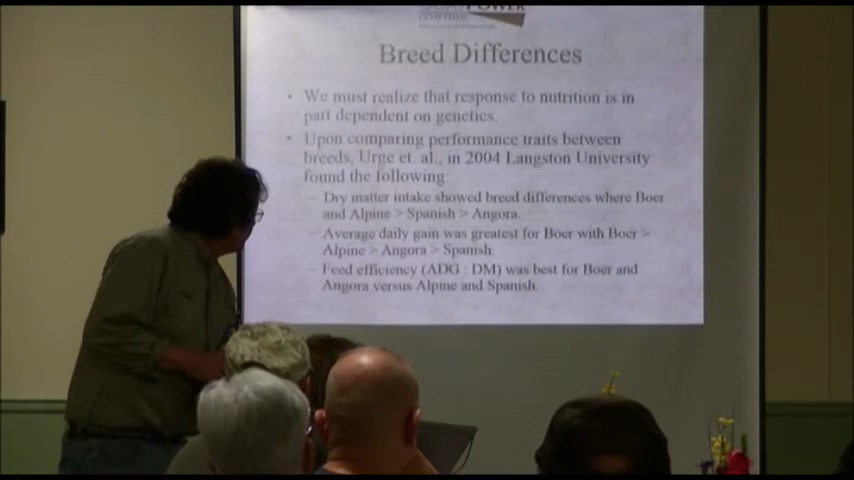 POWER
Breed Differences
• We must realize that response to nutrition is in
part dependent on genetics.
• Upon comparing performance traits between
breeds, Urge et. al., in 2004 Langston University
found the following:
– Dry matter intake showed breed differences where Boer
and Alpine > Spanish > Angora.
– Average daily gain was greatest for Boer with Boer >
Alpine > Angora > Spanish.
– Feed efficiency (ADG : DM) was best for Boer and
Angora versus Alpine and Spanish.